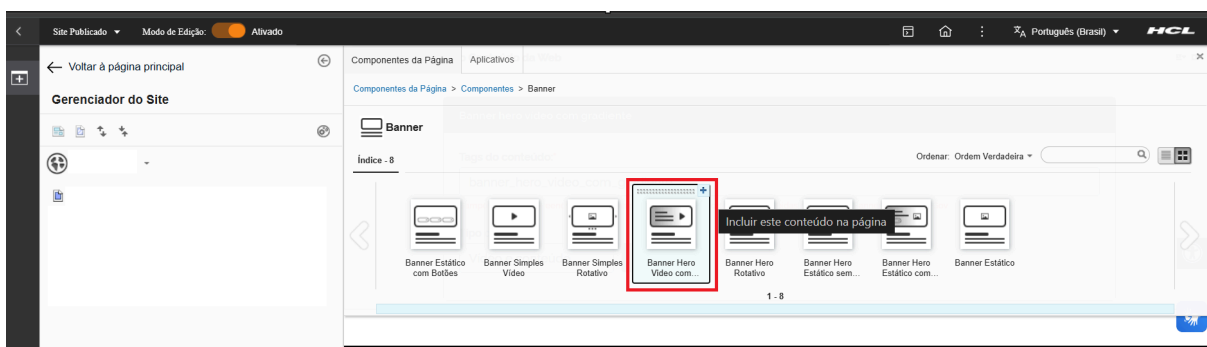 Site Publicado
Modo de Edição:
Ativado
Português (Brasil)
HCL
Voltar à página principal
Gerenciador do Site
Componentes da Página
Aplicativos
Componentes da Página > Componentes > Banner
Banner
Índice - 8
Ordenar: Ordem Verdadeira
Incluir este conteúdo na página
Banner Estático
com Botões
Banner Simples
Vídeo
Banner Simples
Rotativo
Banner Hero
Video com...
Banner Hero
Rotativo
Banner Hero
Estático sem...
Banner Hero
Estático com...
Banner Estático
1 - 8